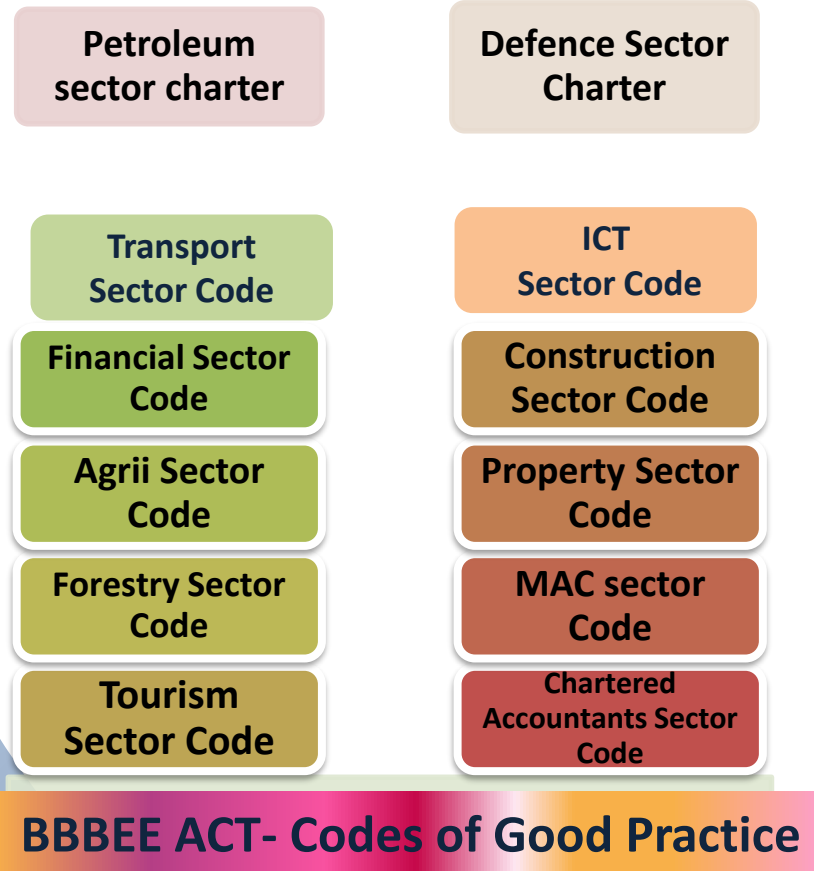 Petroleum
sector charter
Defence Sector
Charter
Transport
Sector Code
ICT
Sector Code
Financial Sector
Code
Construction
Sector Code
Agrii Sector
Code
Property Sector
Code
Forestry Sector
Code
MAC sector
Code
Tourism
Sector Code
Chartered
Accountants Sector
Code
BBBEE ACT- Codes of Good Practice